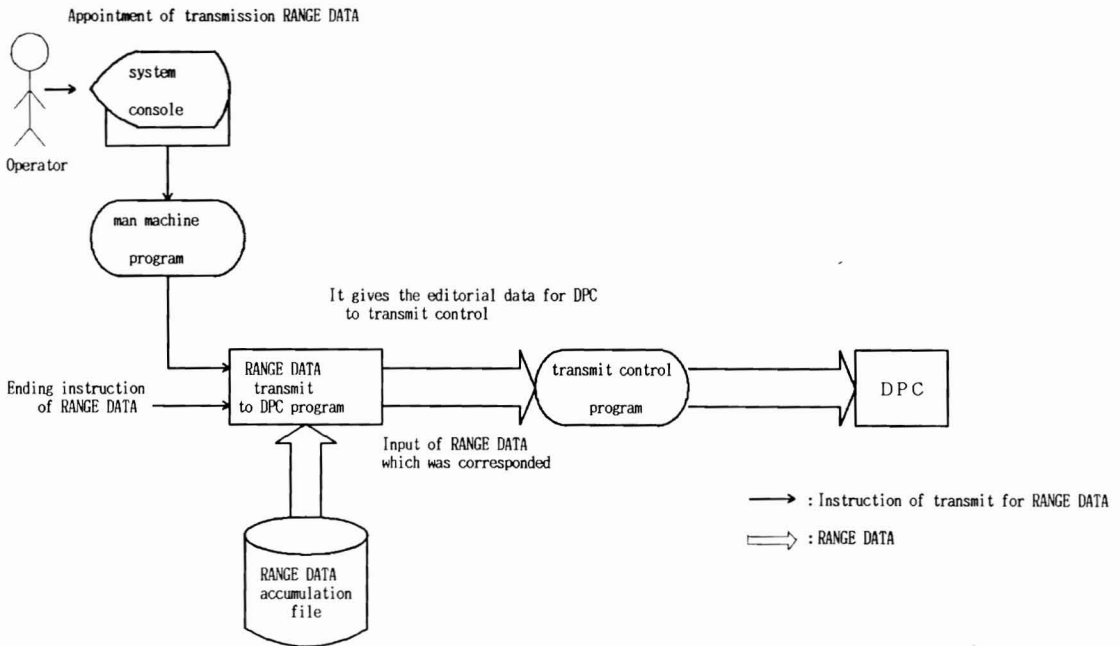 Appointment of transmission RANGE DATA
system
console
Operator
man machine
program
It gives the editorial data for DPC
to transmit control
RANGE DATA
transmit
to DPC program
transmit control
program
DPC
Ending instruction
of RANGE DATA
Input of RANGE DATA
which was corresponded
: Instruction of transmit for RANGE DATA
: RANGE DATA
RANGE DATA
accumulation
file